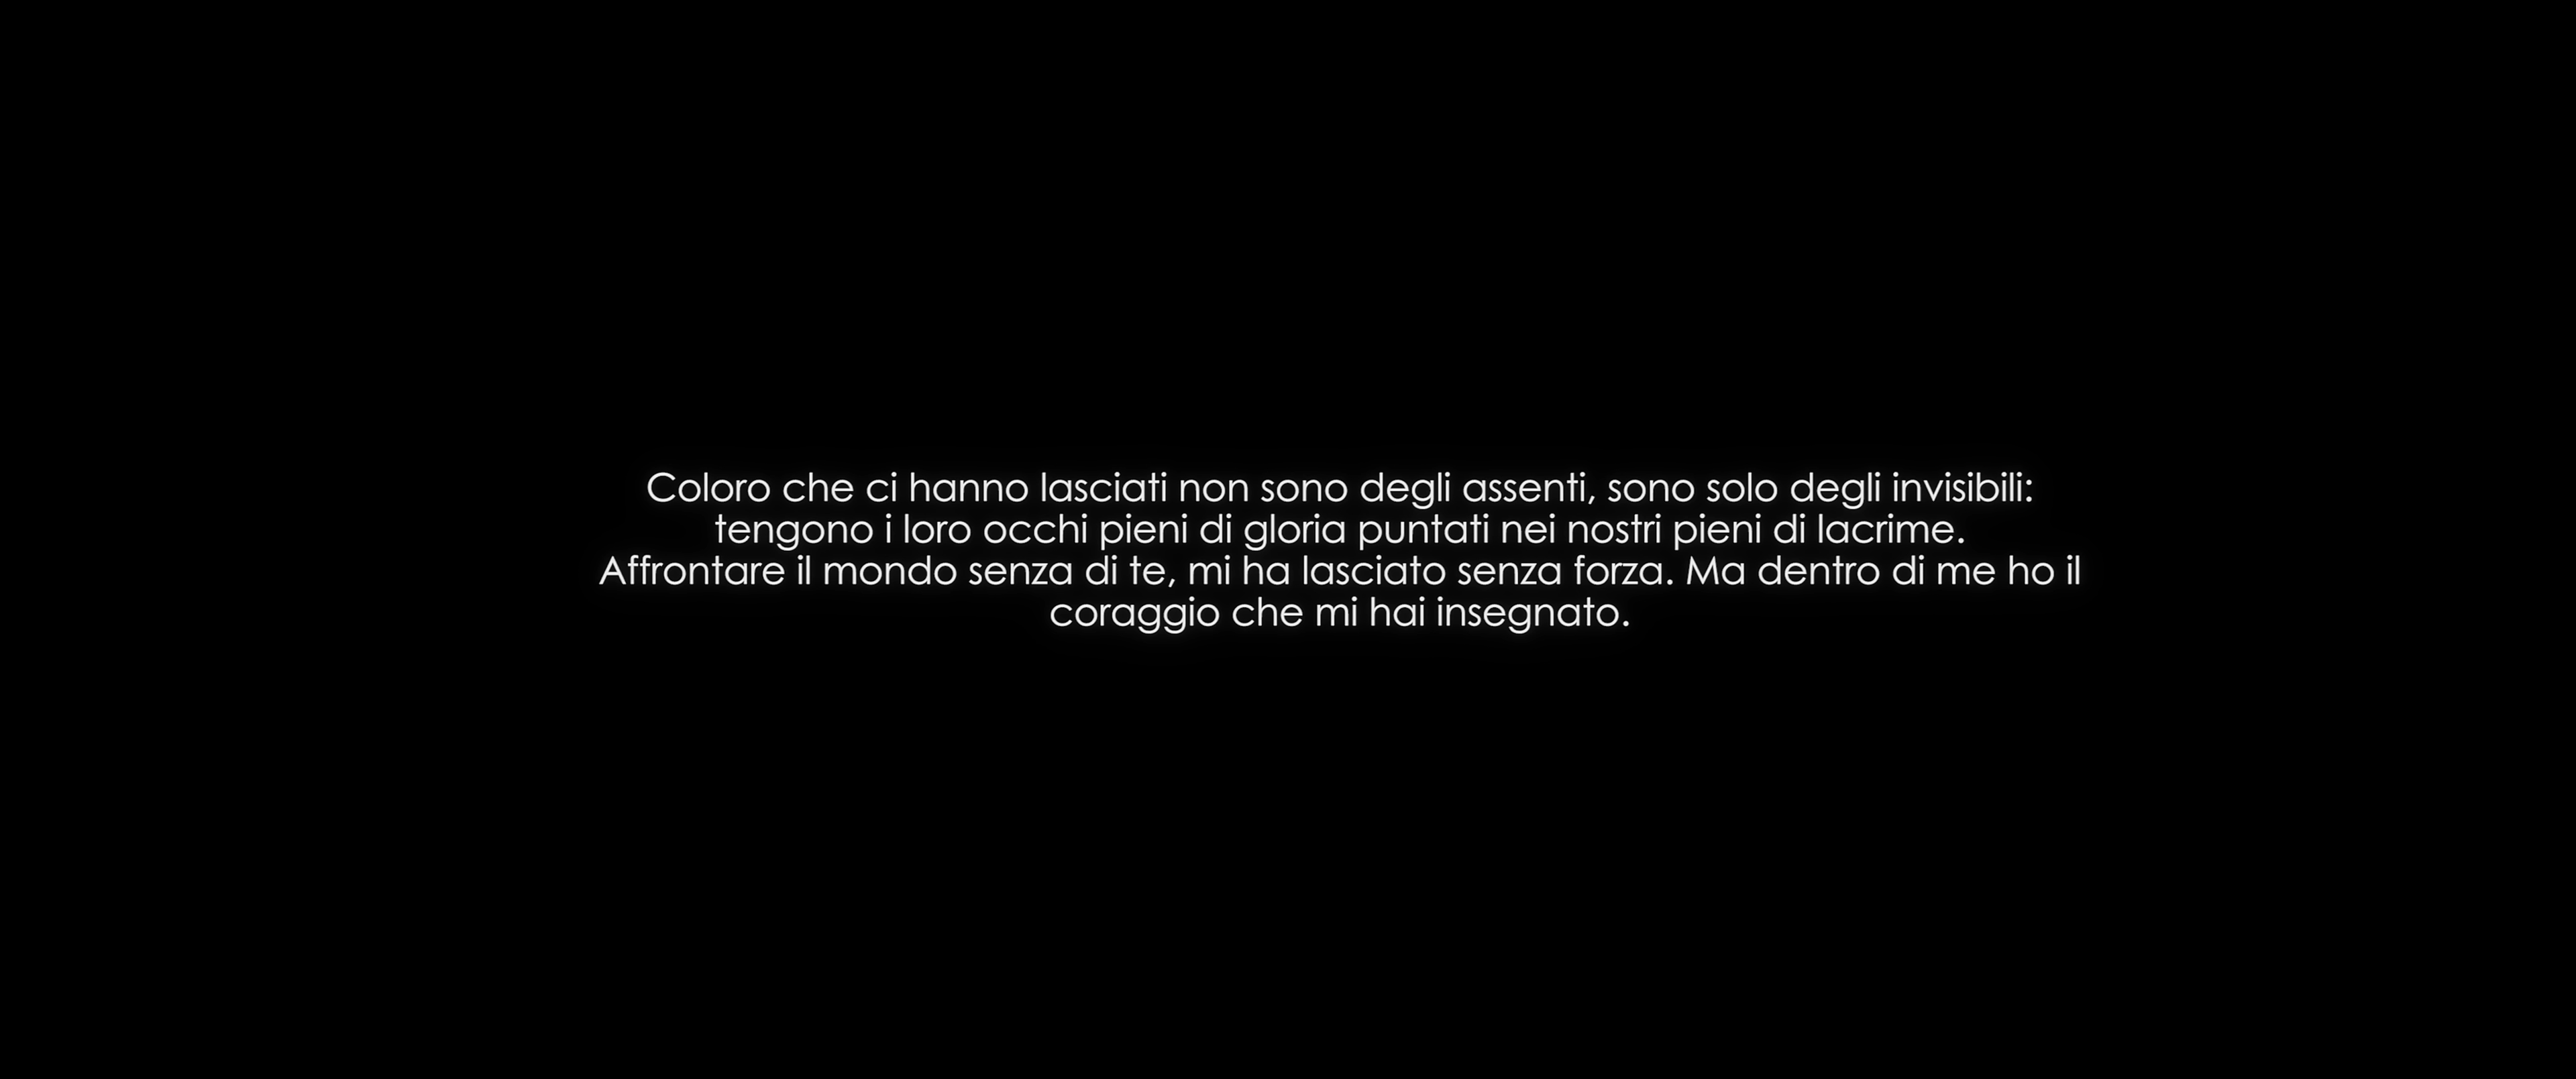 Coloro che ci hanno lasciati non sono degli assenti, sono solo degli invisibili:
tengono i loro occhi pieni di gloria puntati nei nostri pieni di lacrime.
Affrontare il mondo senza di te, mi ha lasciato senza forza. Ma dentro di me ho il
coraggio che mi hai insegnato.